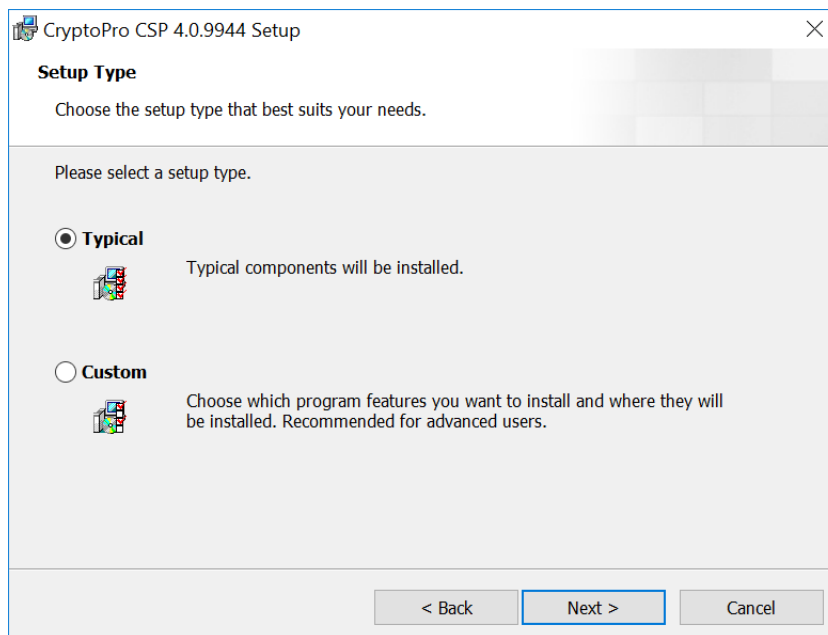 CryptoPro CSP 4.0.9944 Setup
Setup Type
Choose the setup type that best suits your needs.
Please select a setup type.
Typical
Typical components will be installed.
Custom
Choose which program features you want to install and where they will
be installed. Recommended for advanced users.
< Back
Next >
Cancel